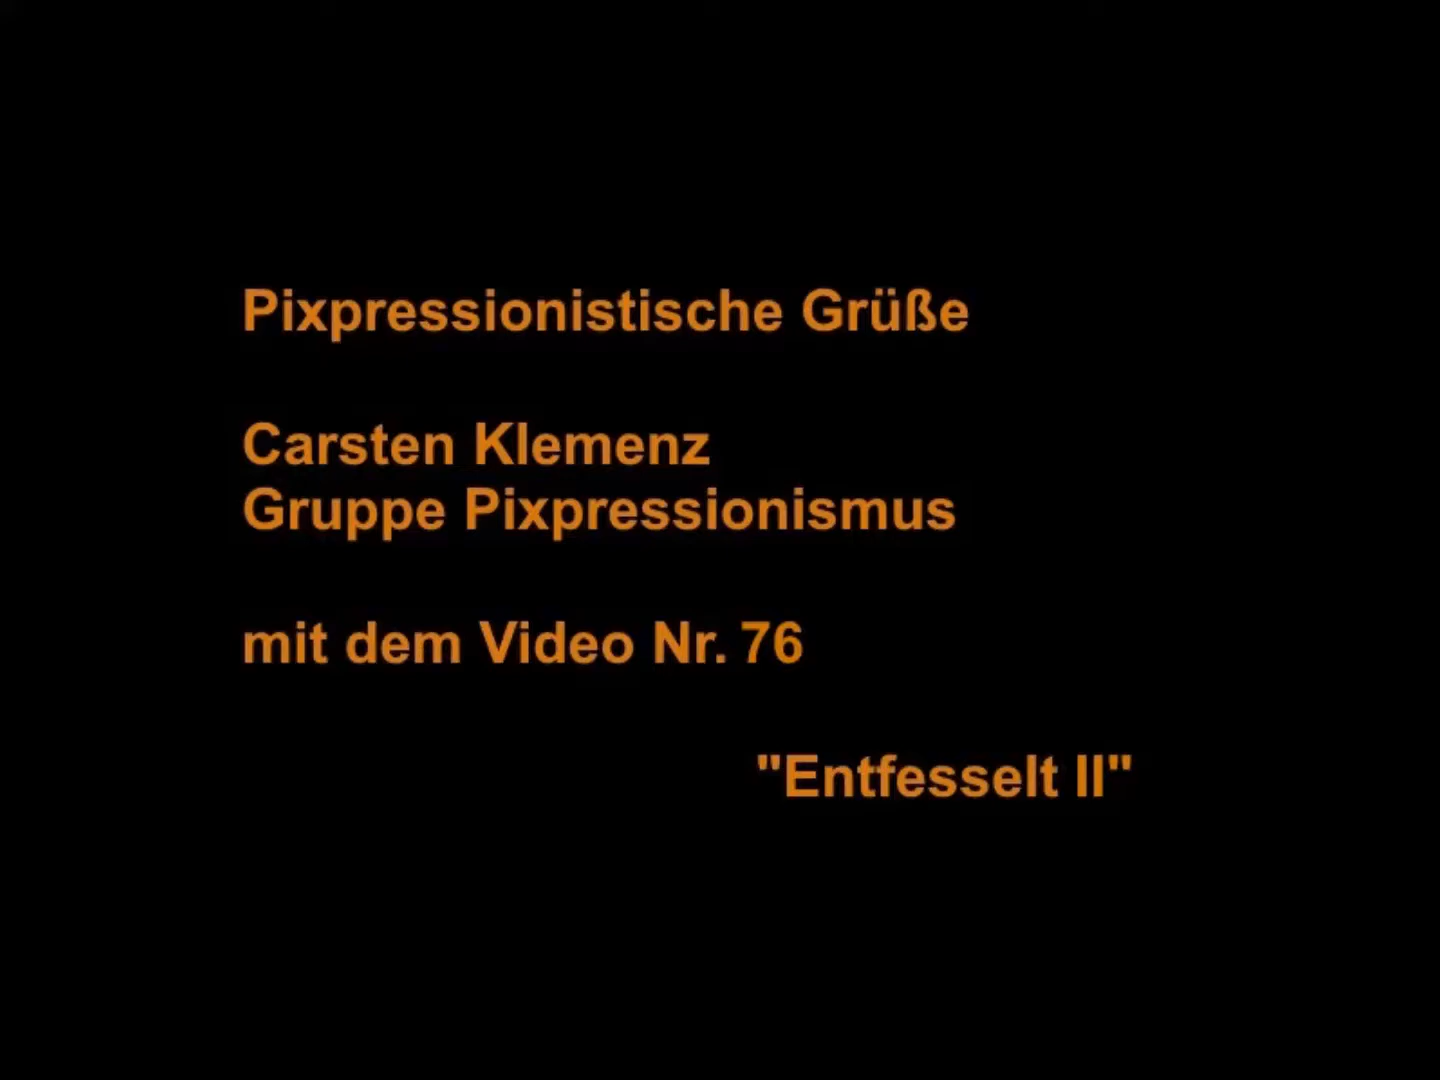 Pixpressionistische Grüße
Carsten Klemenz
Gruppe Pixpressionismus
mit dem Video Nr. 76
"Entfesselt II"